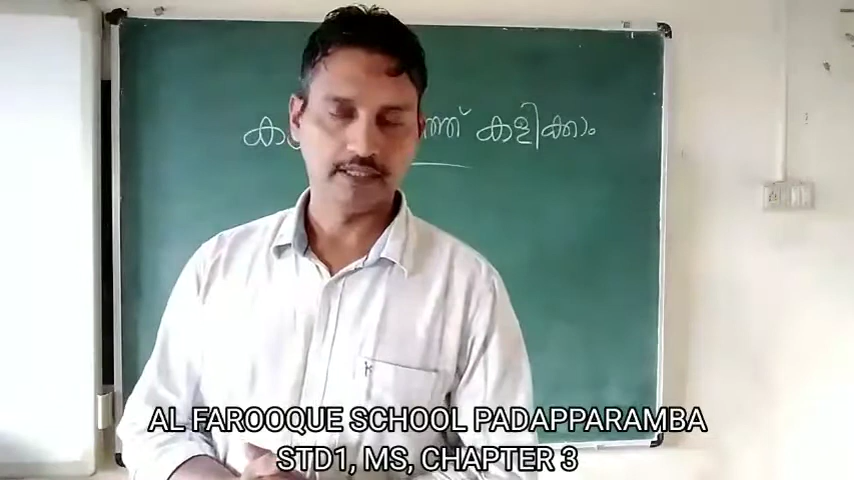 കളിക്കാം
AL FAROOQUE SCHOOL PADAPPARAMBA
STD1, MS, CHAPTER 3